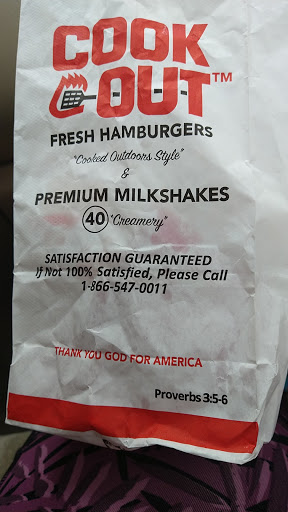 COOK
OUT™
FRESH HAMBURGERS
"Cooked Outdoors Style"
&
PREMIUM MILKSHAKES
40 "Creamery"
SATISFACTION GUARANTEED
If Not 100% Satisfied, Please Call
1-866-547-0011
THANK YOU GOD FOR AMERICA
Proverbs 3:5-6